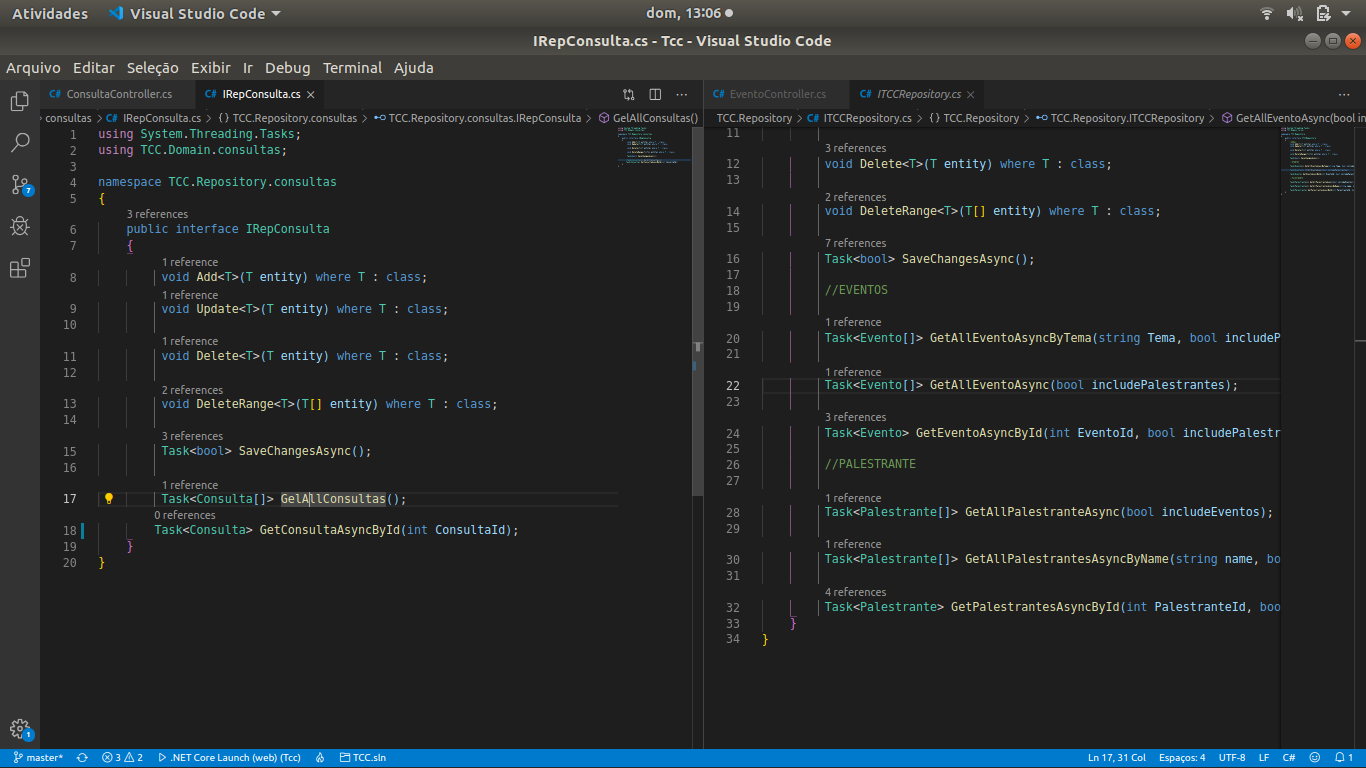 Atividades Visual Studio Code dom, 13:06
IRepConsulta.cs - Tcc - Visual Studio Code
Arquivo Editar Seleção Exibir Ir Debug Terminal Ajuda
C# ConsultaController.cs C# IRepConsulta.cs
consultas > C# IRepConsulta.cs > {} TCC.Repository.consultas > TCC.Repository.consultas.IRepConsulta > GelAllConsultas()
1 using System.Threading.Tasks;
2 using TCC.Domain.consultas;
3
4 namespace TCC.Repository.consultas
5 {
3 references
6 public interface IRepConsulta
7 {
1 reference
8 void Add<T>(T entity) where T : class;
1 reference
9 void Update<T>(T entity) where T : class;
10
1 reference
11 void Delete<T>(T entity) where T : class;
12
2 references
13 void DeleteRange<T>(T[] entity) where T : class;
14
3 references
15 Task<bool> SaveChangesAsync();
16
1 reference
17 Task<Consulta[]> GelAllConsultas();
0 references
18 Task<Consulta> GetConsultaAsyncById(int ConsultaId);
19 }
20 }
C# EventoController.cs C# ITCCRepository.cs
TCC.Repository > C# ITCCRepository.cs > {} TCC.Repository > TCC.Repository.ITCCRepository > GetAllEventoAsync(bool in
11
3 references
12 void Delete<T>(T entity) where T : class;
13
2 references
14 void DeleteRange<T>(T[] entity) where T : class;
15
7 references
16 Task<bool> SaveChangesAsync();
17
18 //EVENTOS
19
1 reference
20 Task<Evento[]> GetAllEventoAsyncByTema(string Tema, bool includeP
21
1 reference
22 Task<Evento[]> GetAllEventoAsync(bool includePalestrantes);
23
3 references
24 Task<Evento> GetEventoAsyncById(int EventoId, bool includePalestr
25
26 //PALESTRANTE
27
1 reference
28 Task<Palestrante[]> GetAllPalestranteAsync(bool includeEventos);
29
1 reference
30 Task<Palestrante[]> GetAllPalestrantesAsyncByName(string name, bo
31
4 references
32 Task<Palestrante> GetPalestrantesAsyncById(int PalestranteId, boo
33 }
34 }
7
1
master* 3 2 .NET Core Launch (web) (Tcc) TCC.sln Ln 17, 31 Col Espaços: 4 UTF-8 LF C# 1